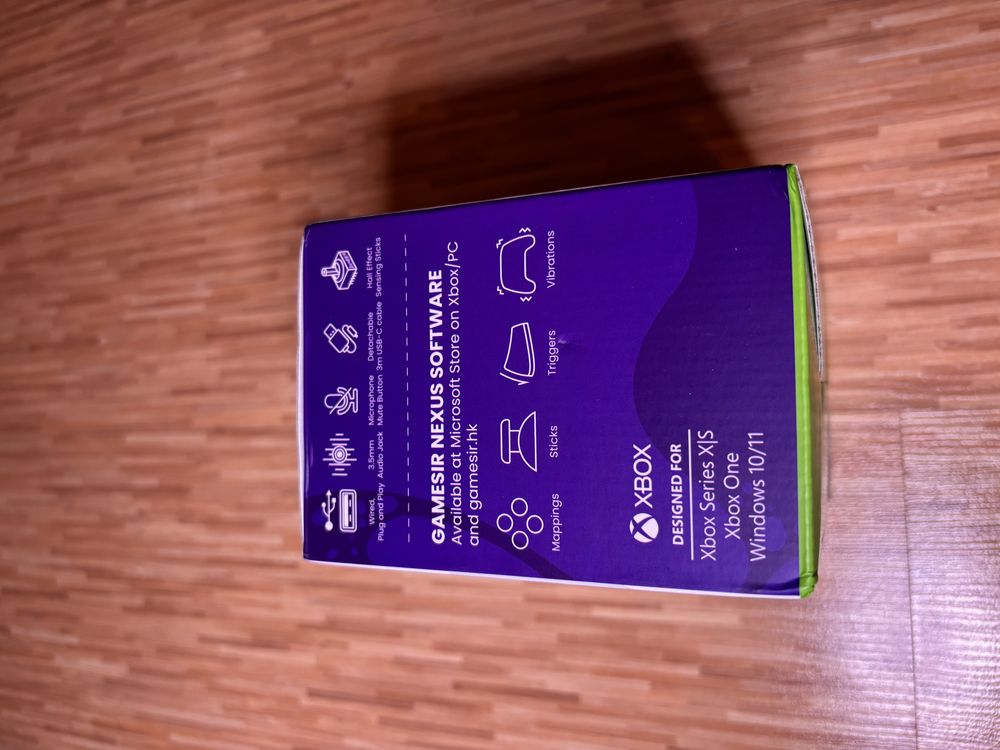 Wired,
Plug and Play
3.5mm
Audio Jack
Microphone
Mute Button
Detachable
3m USB-C cable
Hall Effect
Sensing Sticks
GAMESIR NEXUS SOFTWARE
Available at Microsoft Store on Xbox/PC
and gamesir.hk
Mappings
Sticks
Triggers
Vibrations
XBOX
DESIGNED FOR
Xbox Series X|S
Xbox One
Windows 10/11